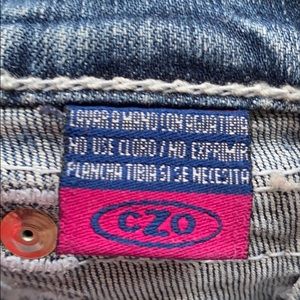 LAVAR A MANO CON AGUA TIBIA
NO USE CLORO / NO EXPRIMIR
PLANCHA TIBIA SI SE NECESITA
CZO